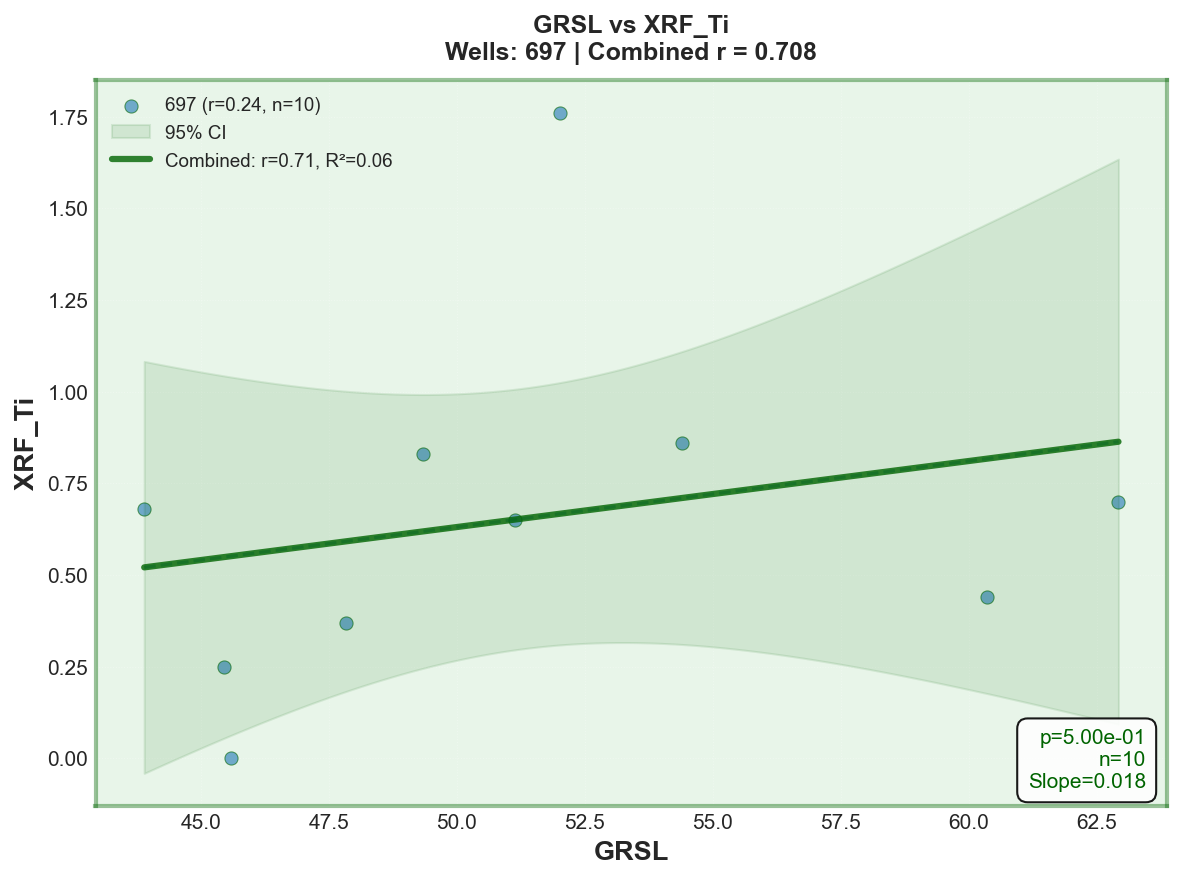 GRSL vs XRF_Ti
Wells: 697 | Combined r = 0.708
697 (r=0.24, n=10)
95% CI
Combined: r=0.71, R²=0.06
1.75
1.50
1.25
1.00
0.75
0.50
0.25
0.00
XRF_Ti
p=5.00e-01
n=10
Slope=0.018
45.0 47.5 50.0 52.5 55.0 57.5 60.0 62.5
GRSL